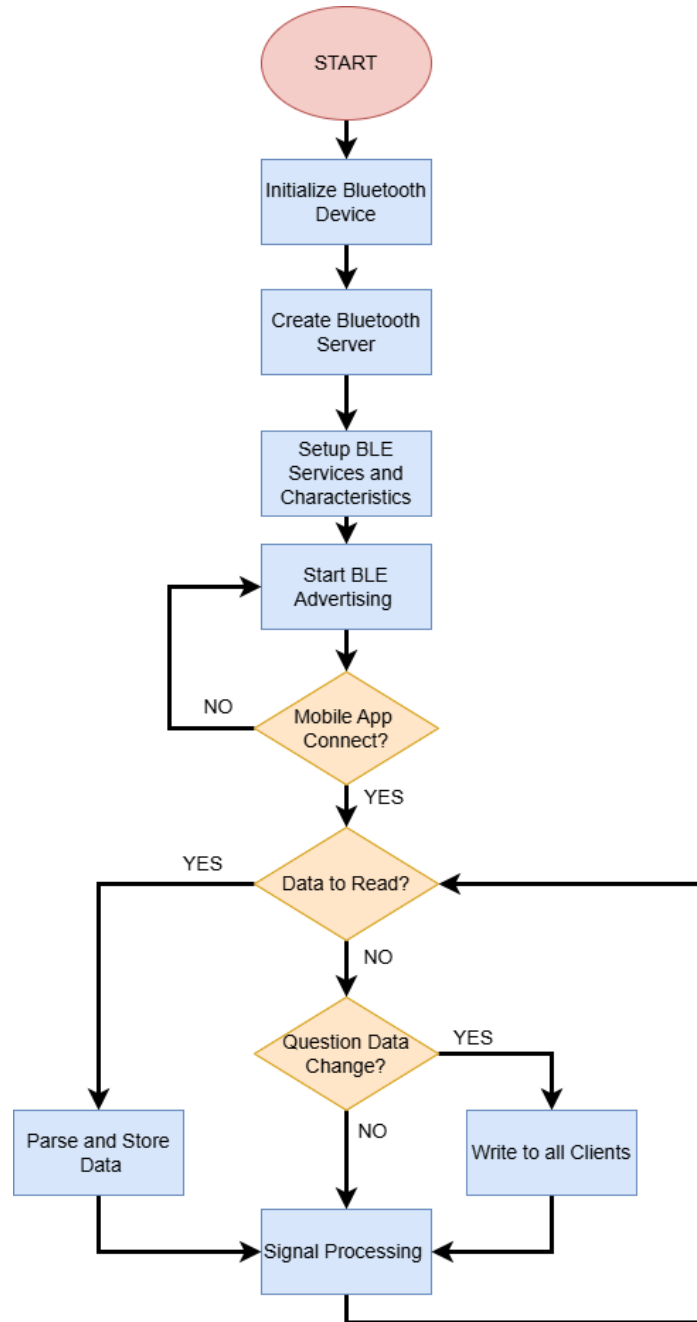 START
Initialize Bluetooth
Device
Create Bluetooth
Server
Setup BLE
Services and
Characteristics
Start BLE
Advertising
NO
Mobile App
Connect?
YES
YES
Data to Read?
NO
Question Data
Change?
YES
NO
Parse and Store
Data
Write to all Clients
Signal Processing